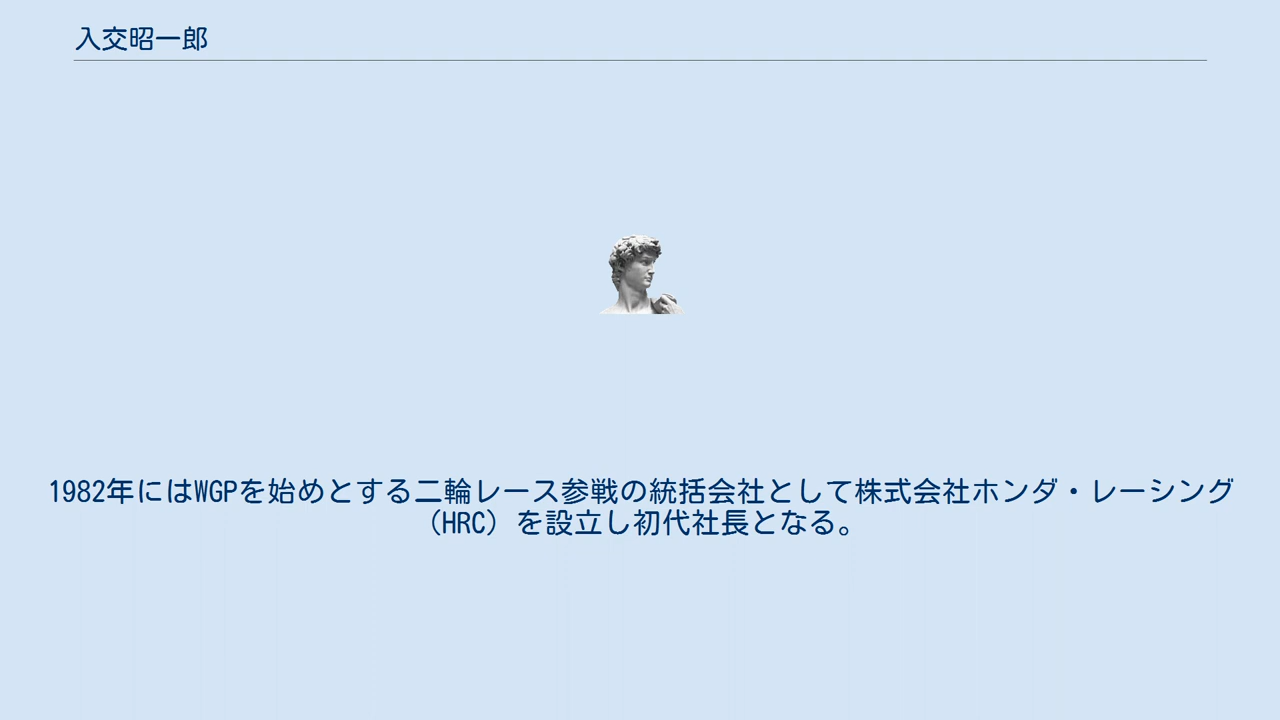 入交昭一郎
1982年にはWGPを始めとする二輪レース参戦の統括会社として株式会社ホンダ・レーシング
（HRC）を設立し初代社長となる。